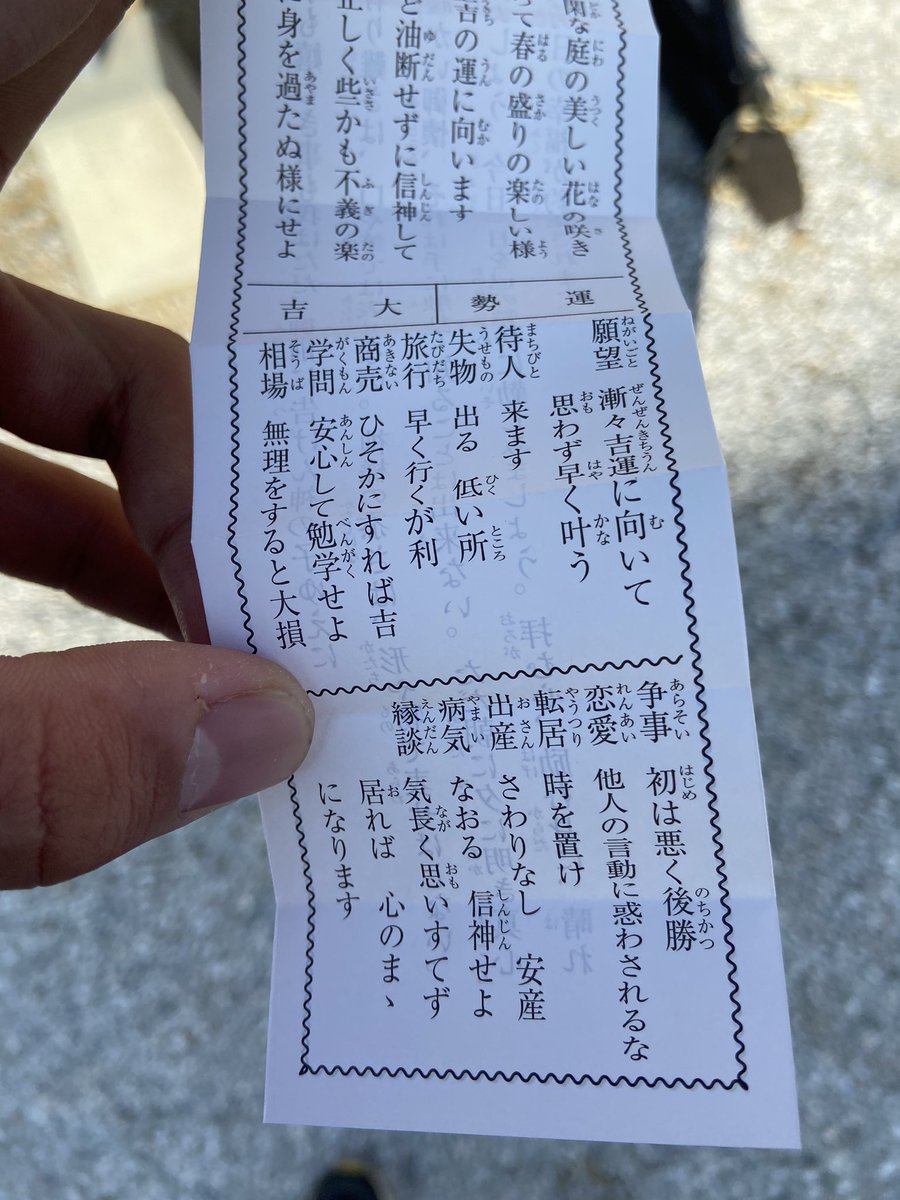 閑な庭の美しい花の咲き
って春の盛りの楽しい様
吉の運に向います
ど油断せずに信神して
正しく些かも不義の楽
身を過たぬ様にせよ
運勢 大吉
願望 漸々吉運に向いて
思わず早く叶う
待人 来ます
失物 出る 低い所
旅行 早く行くが利
商売 ひそかにすれば吉
学問 安心して勉学せよ
相場 無理をすると大損
争事 初は悪く後勝
恋愛 他人の言動に惑わされるな
転居 時を置け
出産 さわりなし 安産
病気 なおる 信神せよ
縁談 気長く思いすてず
居れば 心のまゝ
になります